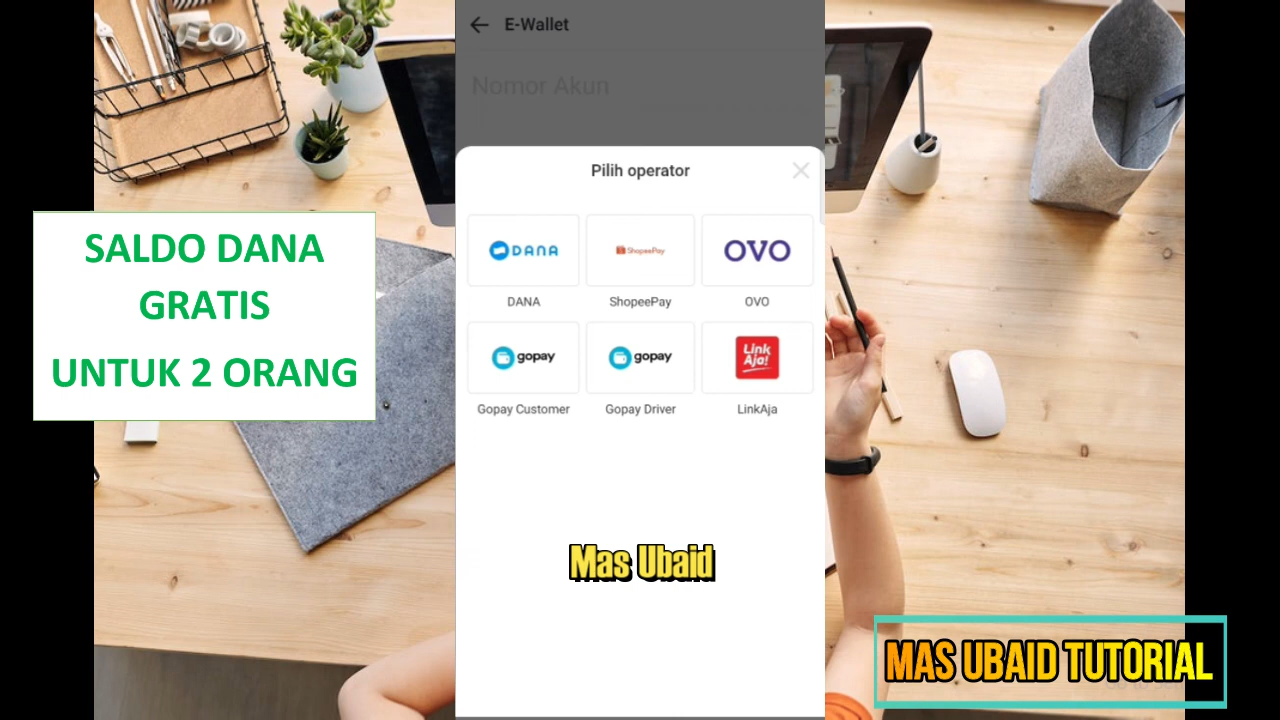 E-Wallet
Nomor Akun
Pilih operator
DANA
ShopeePay
OVO
DANA
ShopeePay
OVO
gopay
gopay
Link
Aja!
Gopay Customer
Gopay Driver
LinkAja
SALDO DANA
GRATIS
UNTUK 2 ORANG
Mas Ubaid
MAS UBAID TUTORIAL